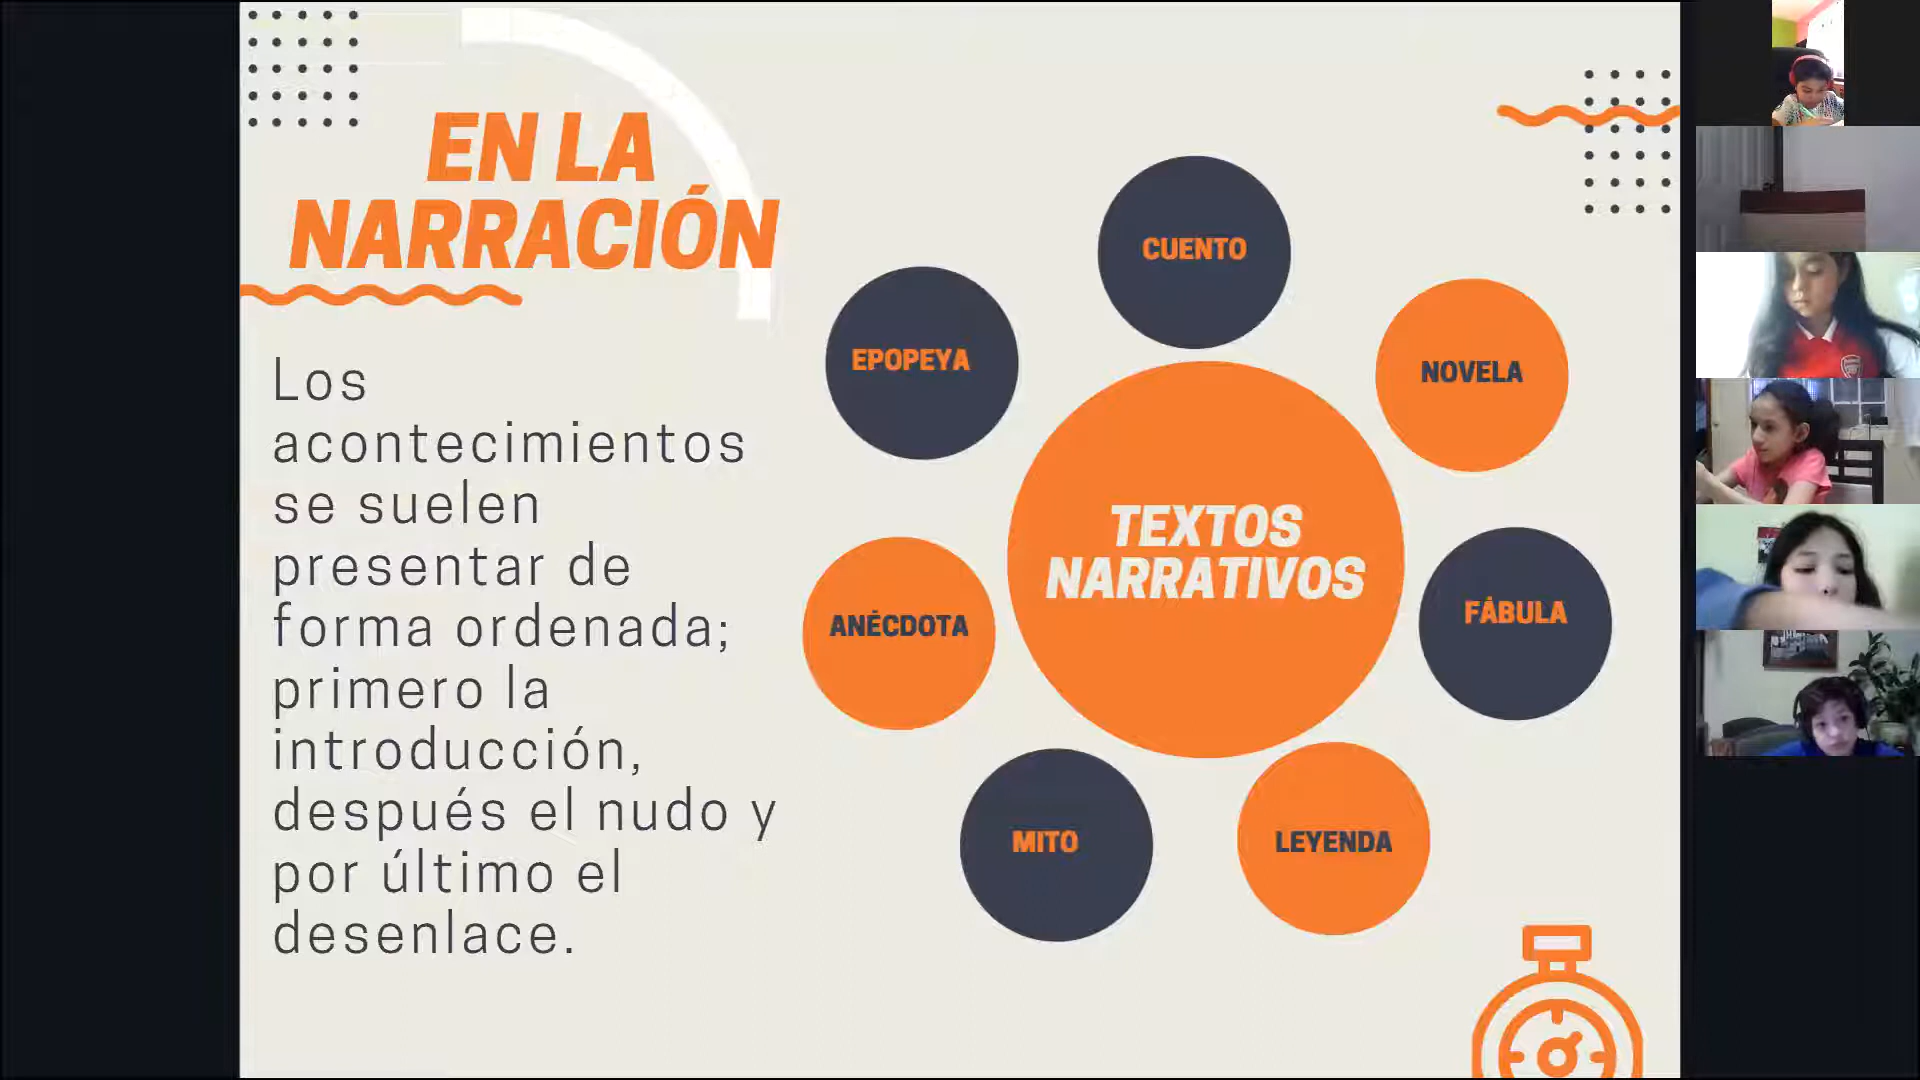 EN LA
NARRACIÓN
Los
acontecimientos
se suelen
presentar de
forma ordenada;
primero la
introducción,
después el nudo y
por último el
desenlace.
CUENTO
EPOPEYA
NOVELA
TEXTOS
NARRATIVOS
ANÉCDOTA
FÁBULA
MITO
LEYENDA